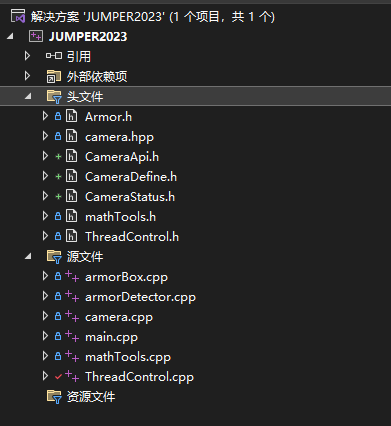 解决方案 'JUMPER2023' (1 个项目，共 1 个)
JUMPER2023
引用
外部依赖项
头文件
Armor.h
camera.hpp
CameraApi.h
CameraDefine.h
CameraStatus.h
mathTools.h
ThreadControl.h
源文件
armorBox.cpp
armorDetector.cpp
camera.cpp
main.cpp
mathTools.cpp
ThreadControl.cpp
资源文件